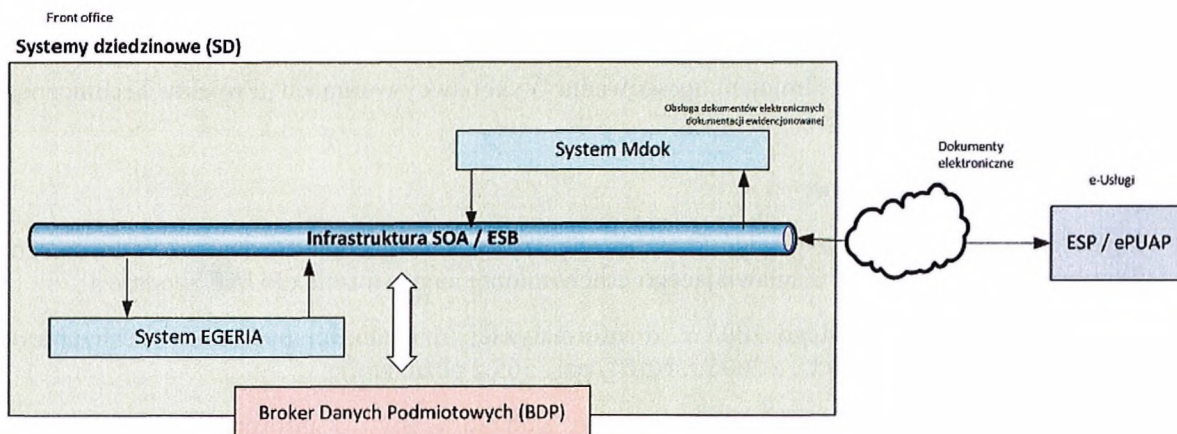 Front office
Systemy dziedzinowe (SD)
Obsługa dokumentów elektronicznych
dokumentacji ewidencjonowanej
System Mdok
Dokumenty
elektroniczne
e-Usługi
Infrastruktura SOA / ESB
ESP / ePUAP
System EGERIA
Broker Danych Podmiotowych (BDP)